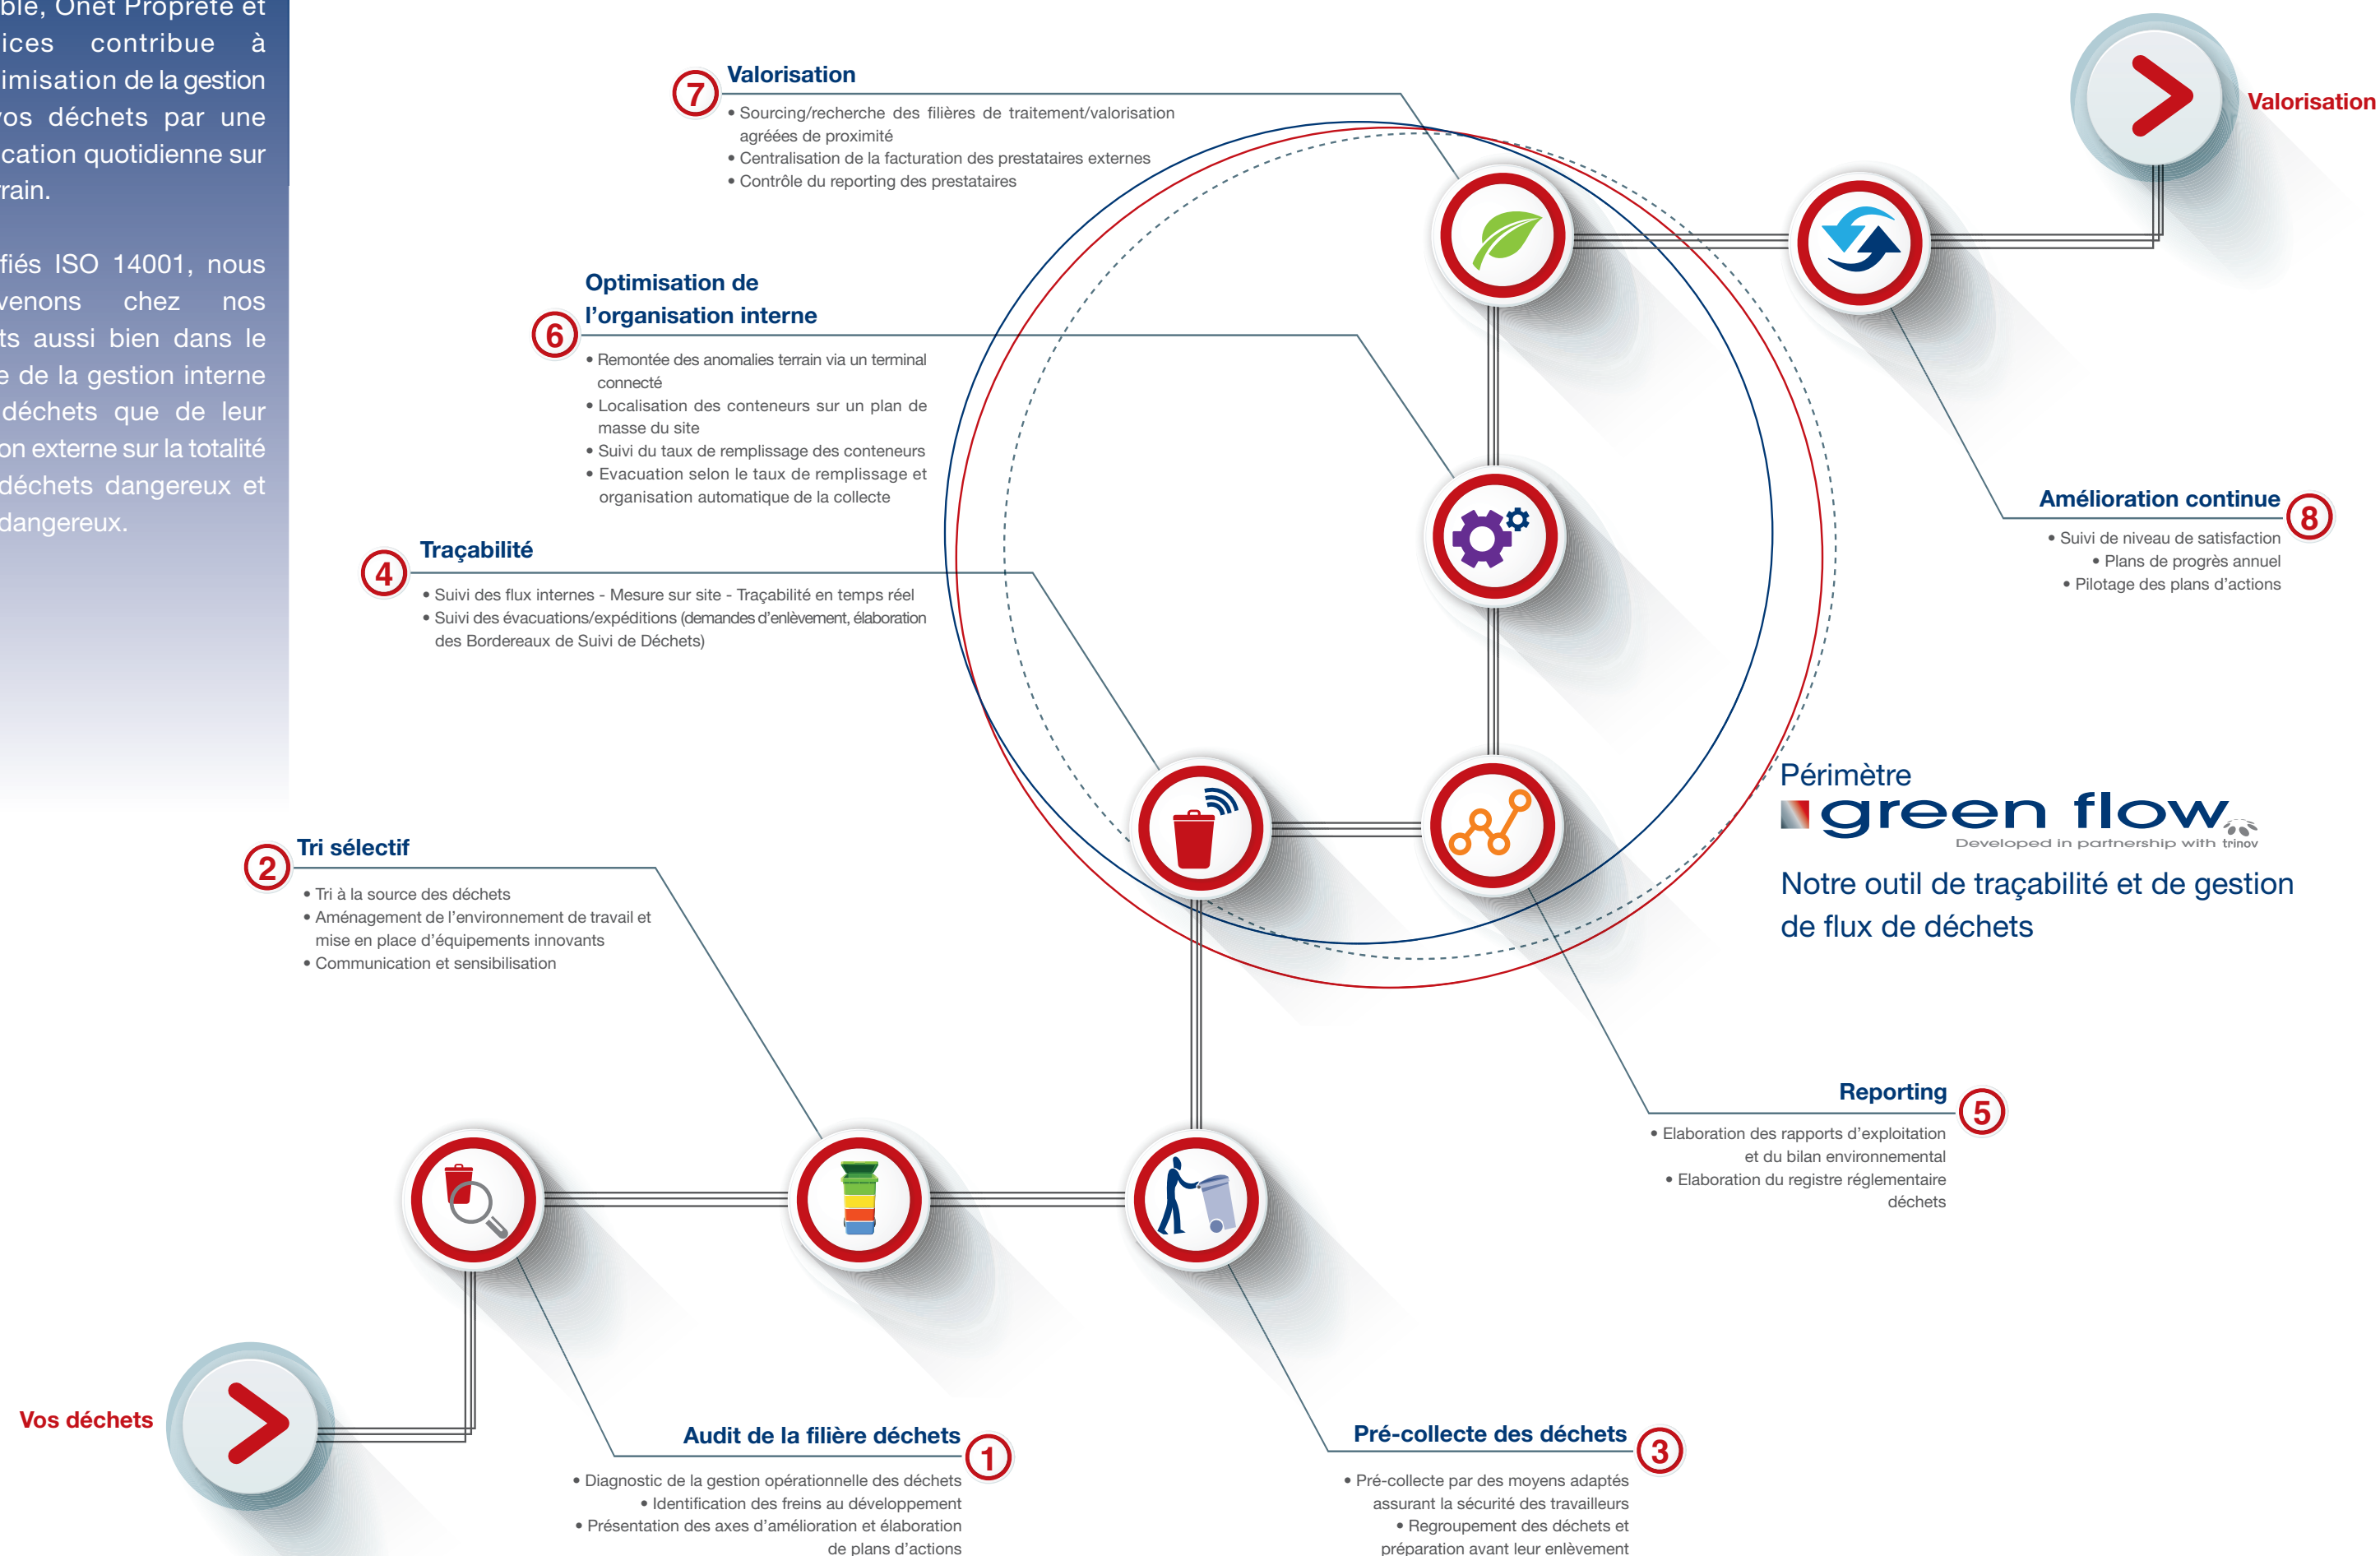 Onet Propreté et
contribue à
de la gestion
vos déchets par une
quotidienne sur
ISO 14001, nous
chez nos
aussi bien dans le
de la gestion interne
déchets que de leur
externe sur la totalité
déchets dangereux et
dangereux.
7
Valorisation
• Sourcing/recherche des filières de traitement/valorisation
agréées de proximité
• Centralisation de la facturation des prestataires externes
• Contrôle du reporting des prestataires
Valorisation
Optimisation de
l’organisation interne
6
• Remontée des anomalies terrain via un terminal
connecté
• Localisation des conteneurs sur un plan de
masse du site
• Suivi du taux de remplissage des conteneurs
• Evacuation selon le taux de remplissage et
organisation automatique de la collecte
Amélioration continue
8
• Suivi de niveau de satisfaction
• Plans de progrès annuel
• Pilotage des plans d’actions
Traçabilité
4
• Suivi des flux internes - Mesure sur site - Traçabilité en temps réel
• Suivi des évacuations/expéditions (demandes d’enlèvement, élaboration
des Bordereaux de Suivi de Déchets)
Périmètre
green flow
Developed in partnership with trinov
Notre outil de traçabilité et de gestion
de flux de déchets
2
Tri sélectif
• Tri à la source des déchets
• Aménagement de l’environnement de travail et
mise en place d’équipements innovants
• Communication et sensibilisation
Reporting
5
• Elaboration des rapports d’exploitation
et du bilan environnemental
• Elaboration du registre réglementaire
déchets
Vos déchets
Audit de la filière déchets
1
• Diagnostic de la gestion opérationnelle des déchets
• Identification des freins au développement
• Présentation des axes d’amélioration et élaboration
de plans d’actions
Pré-collecte des déchets
3
• Pré-collecte par des moyens adaptés
assurant la sécurité des travailleurs
• Regroupement des déchets et
préparation avant leur enlèvement